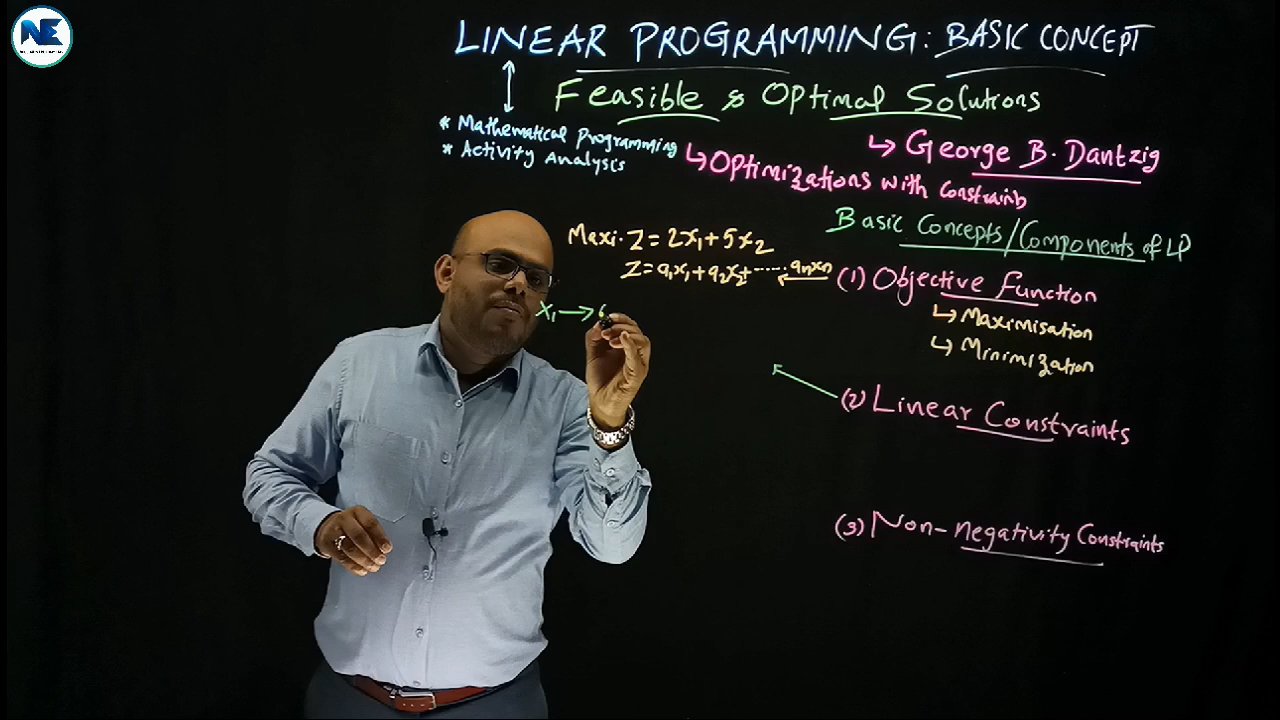 NE
LINEAR PROGRAMMING: BASIC CONCEPT
Feasible & Optimal Solutions
* Mathematical Programming
* Activity Analysis
↳ George B. Dantzig
↳ Optimizations with Constraints
Basic Concepts/Components of LP
Maxi. Z = 2x₁ + 5x₂
Z = a₁x₁ + a₂x₂ + ...... aₙxₙ
(1) Objective Function
↳ Maximisation
↳ Minimization
x₁ → 6
(2) Linear Constraints
(3) Non-negativity Constraints